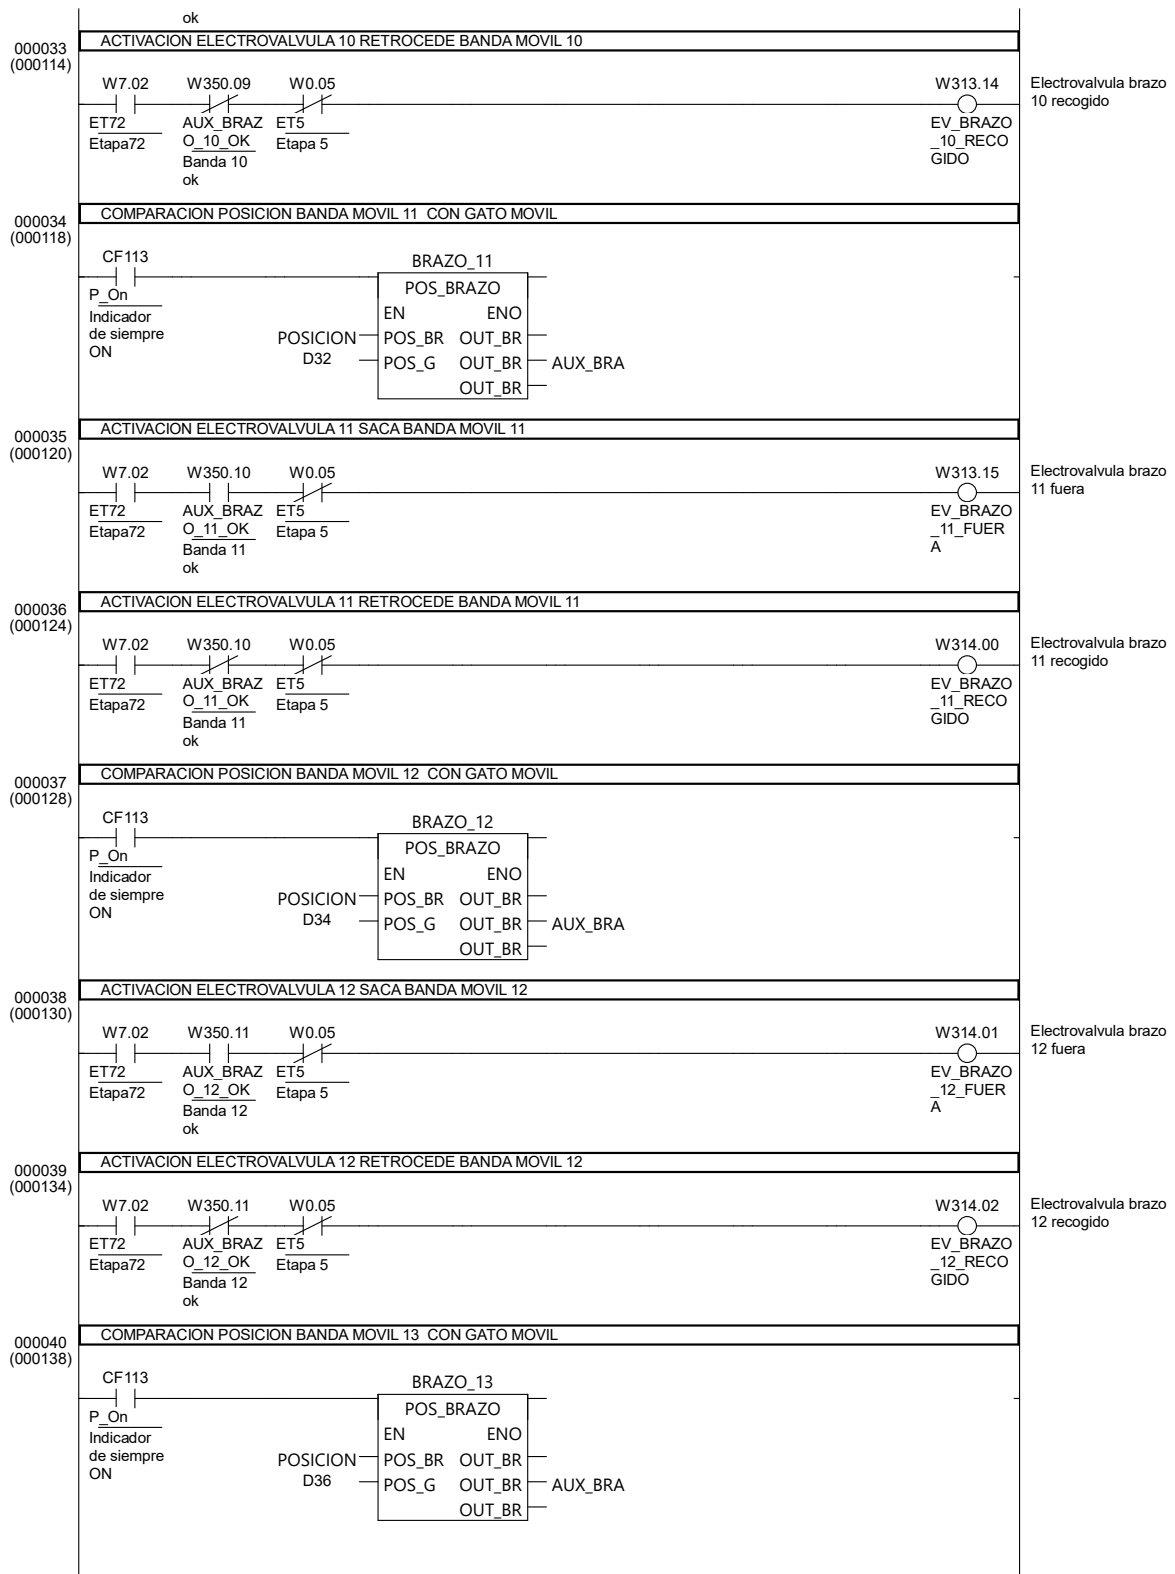 ok
000033
(000114)
ACTIVACION ELECTROVALVULA 10 RETROCEDE BANDA MOVIL 10
W7.02 W350.09 W0.05 W313.14
Electrovalvula brazo
10 recogido
ET72 AUX_BRAZ ET5 EV_BRAZO
Etapa72 O_10_OK Etapa 5 _10_RECO
Banda 10 GIDO
ok
000034
(000118)
COMPARACION POSICION BANDA MOVIL 11 CON GATO MOVIL
CF113 BRAZO_11
P_On POS_BRAZO
Indicador EN ENO
de siempre POSICION POS_BR OUT_BR
ON D32 POS_G OUT_BR AUX_BRA
OUT_BR
000035
(000120)
ACTIVACION ELECTROVALVULA 11 SACA BANDA MOVIL 11
W7.02 W350.10 W0.05 W313.15
Electrovalvula brazo
11 fuera
ET72 AUX_BRAZ ET5 EV_BRAZO
Etapa72 O_11_OK Etapa 5 _11_FUER
Banda 11 A
ok
000036
(000124)
ACTIVACION ELECTROVALVULA 11 RETROCEDE BANDA MOVIL 11
W7.02 W350.10 W0.05 W314.00
Electrovalvula brazo
11 recogido
ET72 AUX_BRAZ ET5 EV_BRAZO
Etapa72 O_11_OK Etapa 5 _11_RECO
Banda 11 GIDO
ok
000037
(000128)
COMPARACION POSICION BANDA MOVIL 12 CON GATO MOVIL
CF113 BRAZO_12
P_On POS_BRAZO
Indicador EN ENO
de siempre POSICION POS_BR OUT_BR
ON D34 POS_G OUT_BR AUX_BRA
OUT_BR
000038
(000130)
ACTIVACION ELECTROVALVULA 12 SACA BANDA MOVIL 12
W7.02 W350.11 W0.05 W314.01
Electrovalvula brazo
12 fuera
ET72 AUX_BRAZ ET5 EV_BRAZO
Etapa72 O_12_OK Etapa 5 _12_FUER
Banda 12 A
ok
000039
(000134)
ACTIVACION ELECTROVALVULA 12 RETROCEDE BANDA MOVIL 12
W7.02 W350.11 W0.05 W314.02
Electrovalvula brazo
12 recogido
ET72 AUX_BRAZ ET5 EV_BRAZO
Etapa72 O_12_OK Etapa 5 _12_RECO
Banda 12 GIDO
ok
000040
(000138)
COMPARACION POSICION BANDA MOVIL 13 CON GATO MOVIL
CF113 BRAZO_13
P_On POS_BRAZO
Indicador EN ENO
de siempre POSICION POS_BR OUT_BR
ON D36 POS_G OUT_BR AUX_BRA
OUT_BR